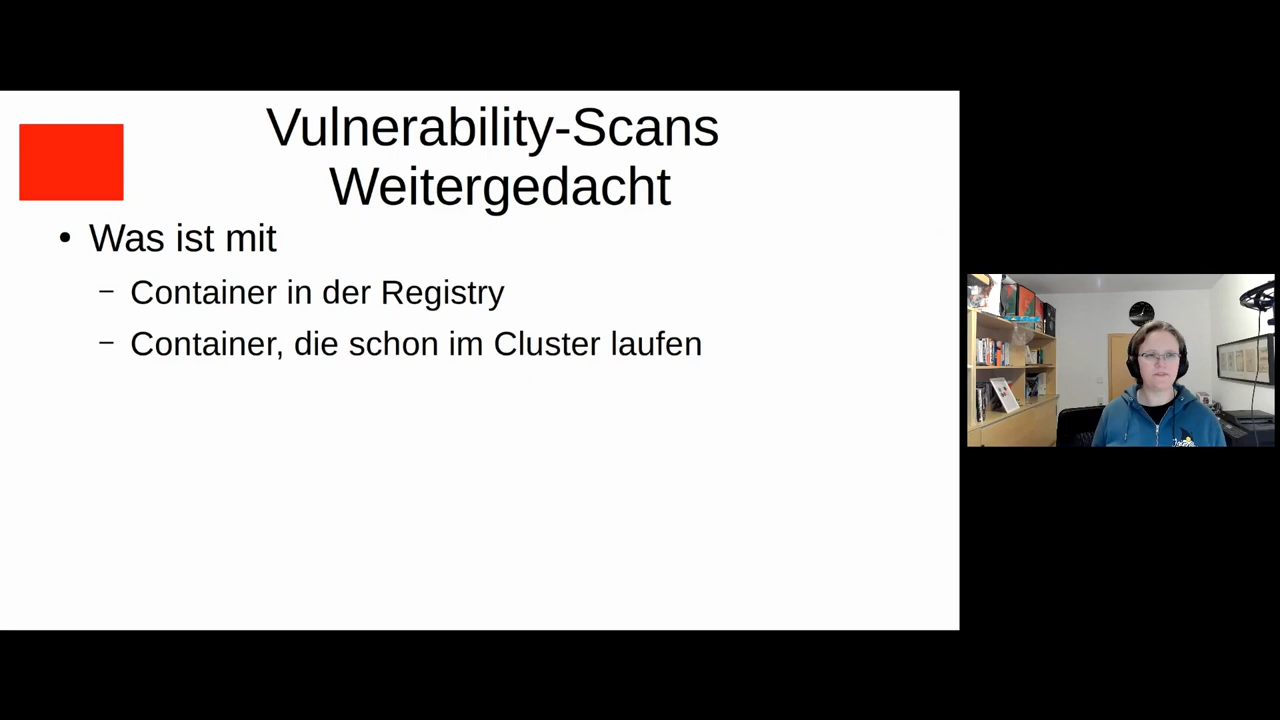 Vulnerability-Scans
Weitergedacht
• Was ist mit
– Container in der Registry
– Container, die schon im Cluster laufen